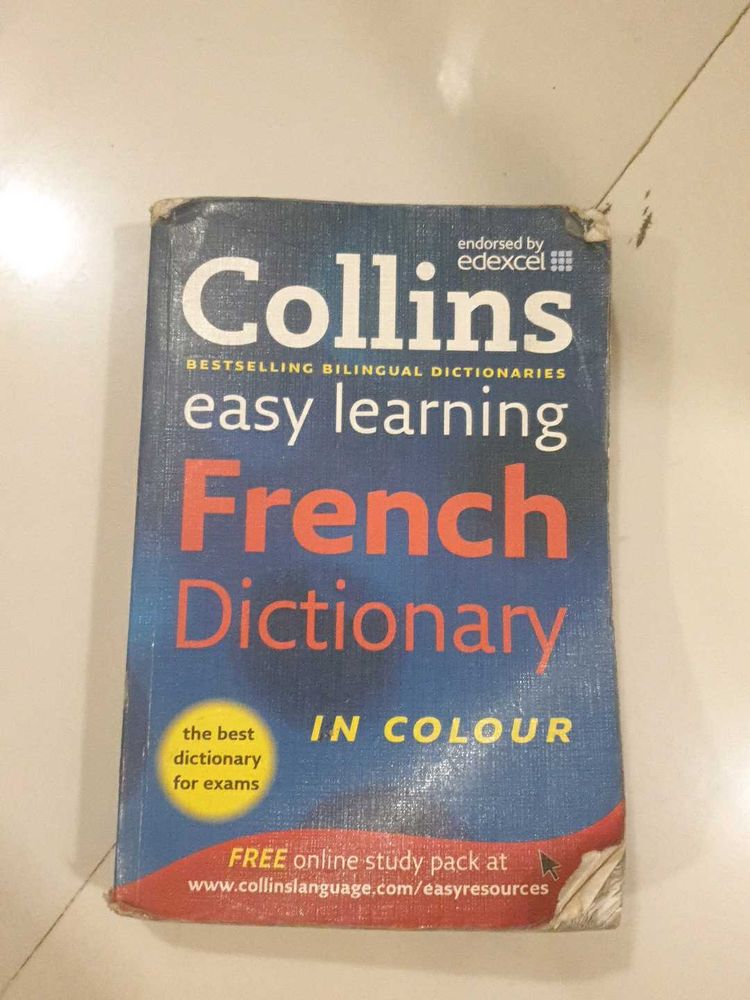 endorsed by
edexcel
Collins
BESTSELLING BILINGUAL DICTIONARIES
easy learning
French
Dictionary
IN COLOUR
the best
dictionary
for exams
FREE online study pack at
www.collinslanguage.com/easyresources